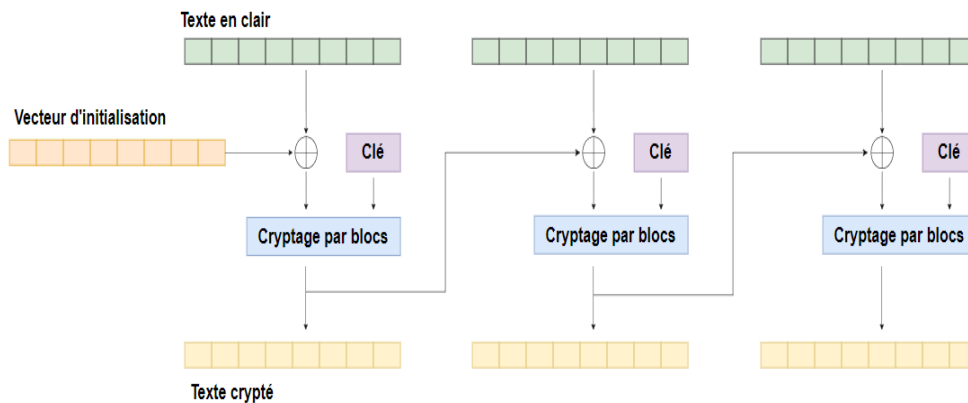 Texte en clair
Vecteur d'initialisation
Clé
Clé
Clé
Cryptage par blocs
Cryptage par blocs
Cryptage par blocs
Texte crypté